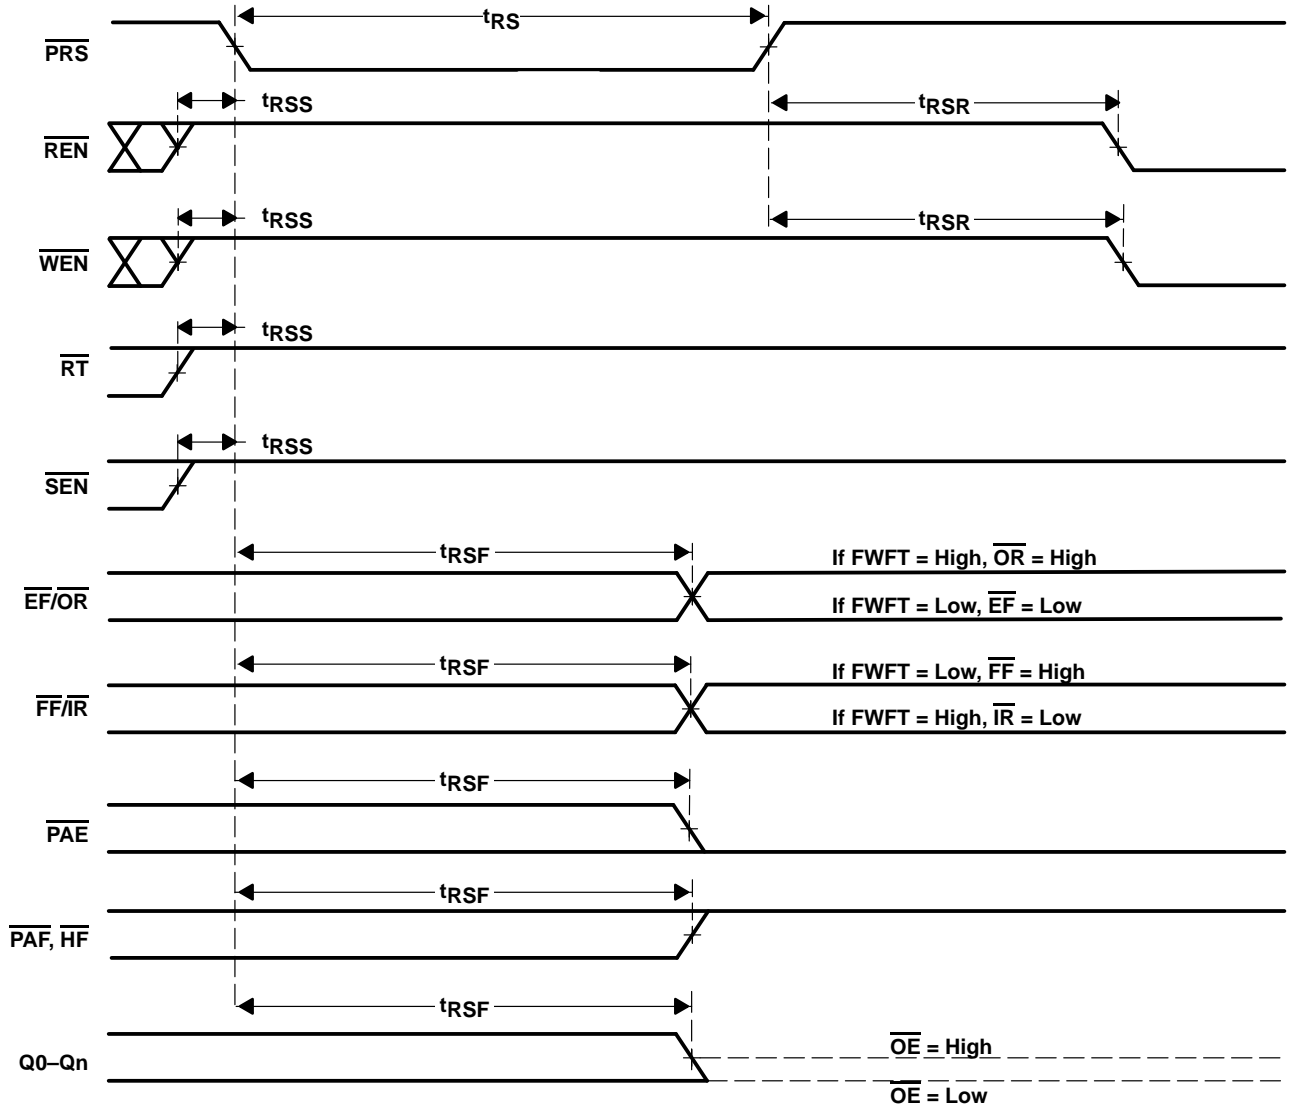 tRS
PRS
tRSS
tRSR
REN
tRSS
tRSR
WEN
tRSS
RT
tRSS
SEN
tRSF
If FWFT = High, OR = High
EF/OR
If FWFT = Low, EF = Low
tRSF
If FWFT = Low, FF = High
FF/IR
If FWFT = High, IR = Low
tRSF
PAE
tRSF
PAF, HF
tRSF
OE = High
Q0–Qn
OE = Low